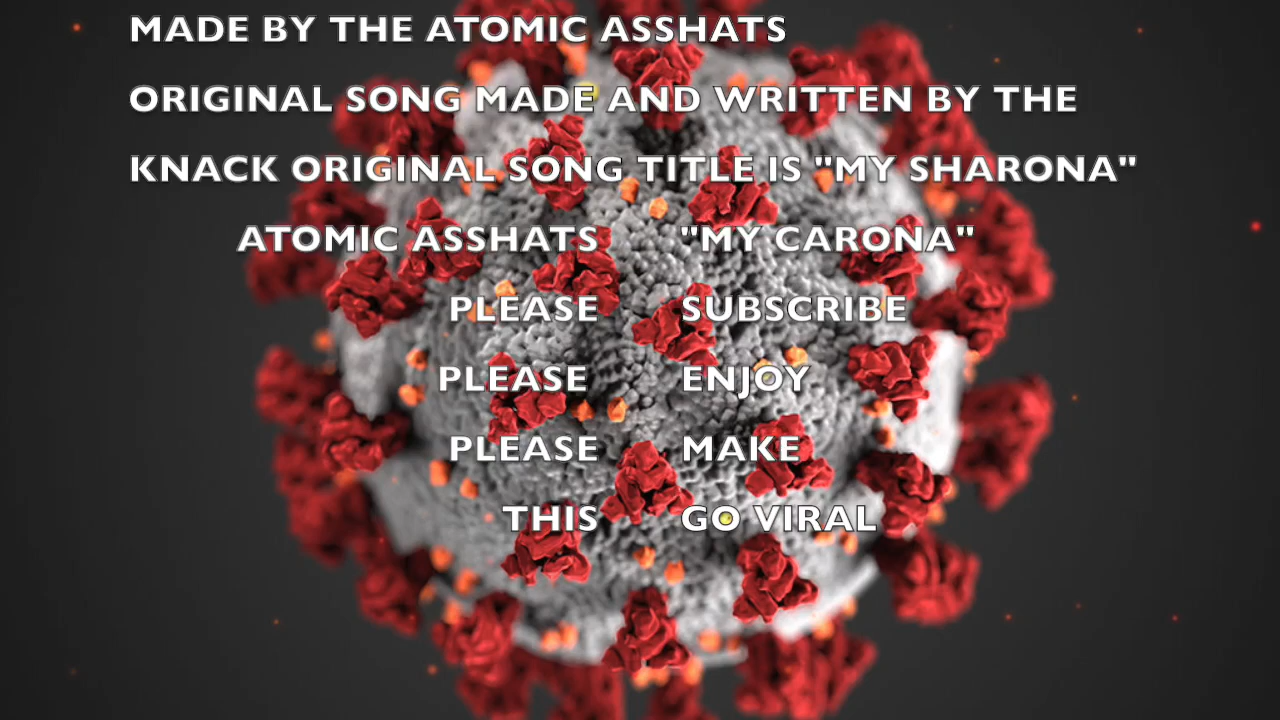 MADE BY THE ATOMIC ASSHATS
ORIGINAL SONG MADE AND WRITTEN BY THE
KNACK ORIGINAL SONG TITLE IS "MY SHARONA"
ATOMIC ASSHATS "MY CARONA"
PLEASE SUBSCRIBE
PLEASE ENJOY
PLEASE MAKE
THIS GO VIRAL